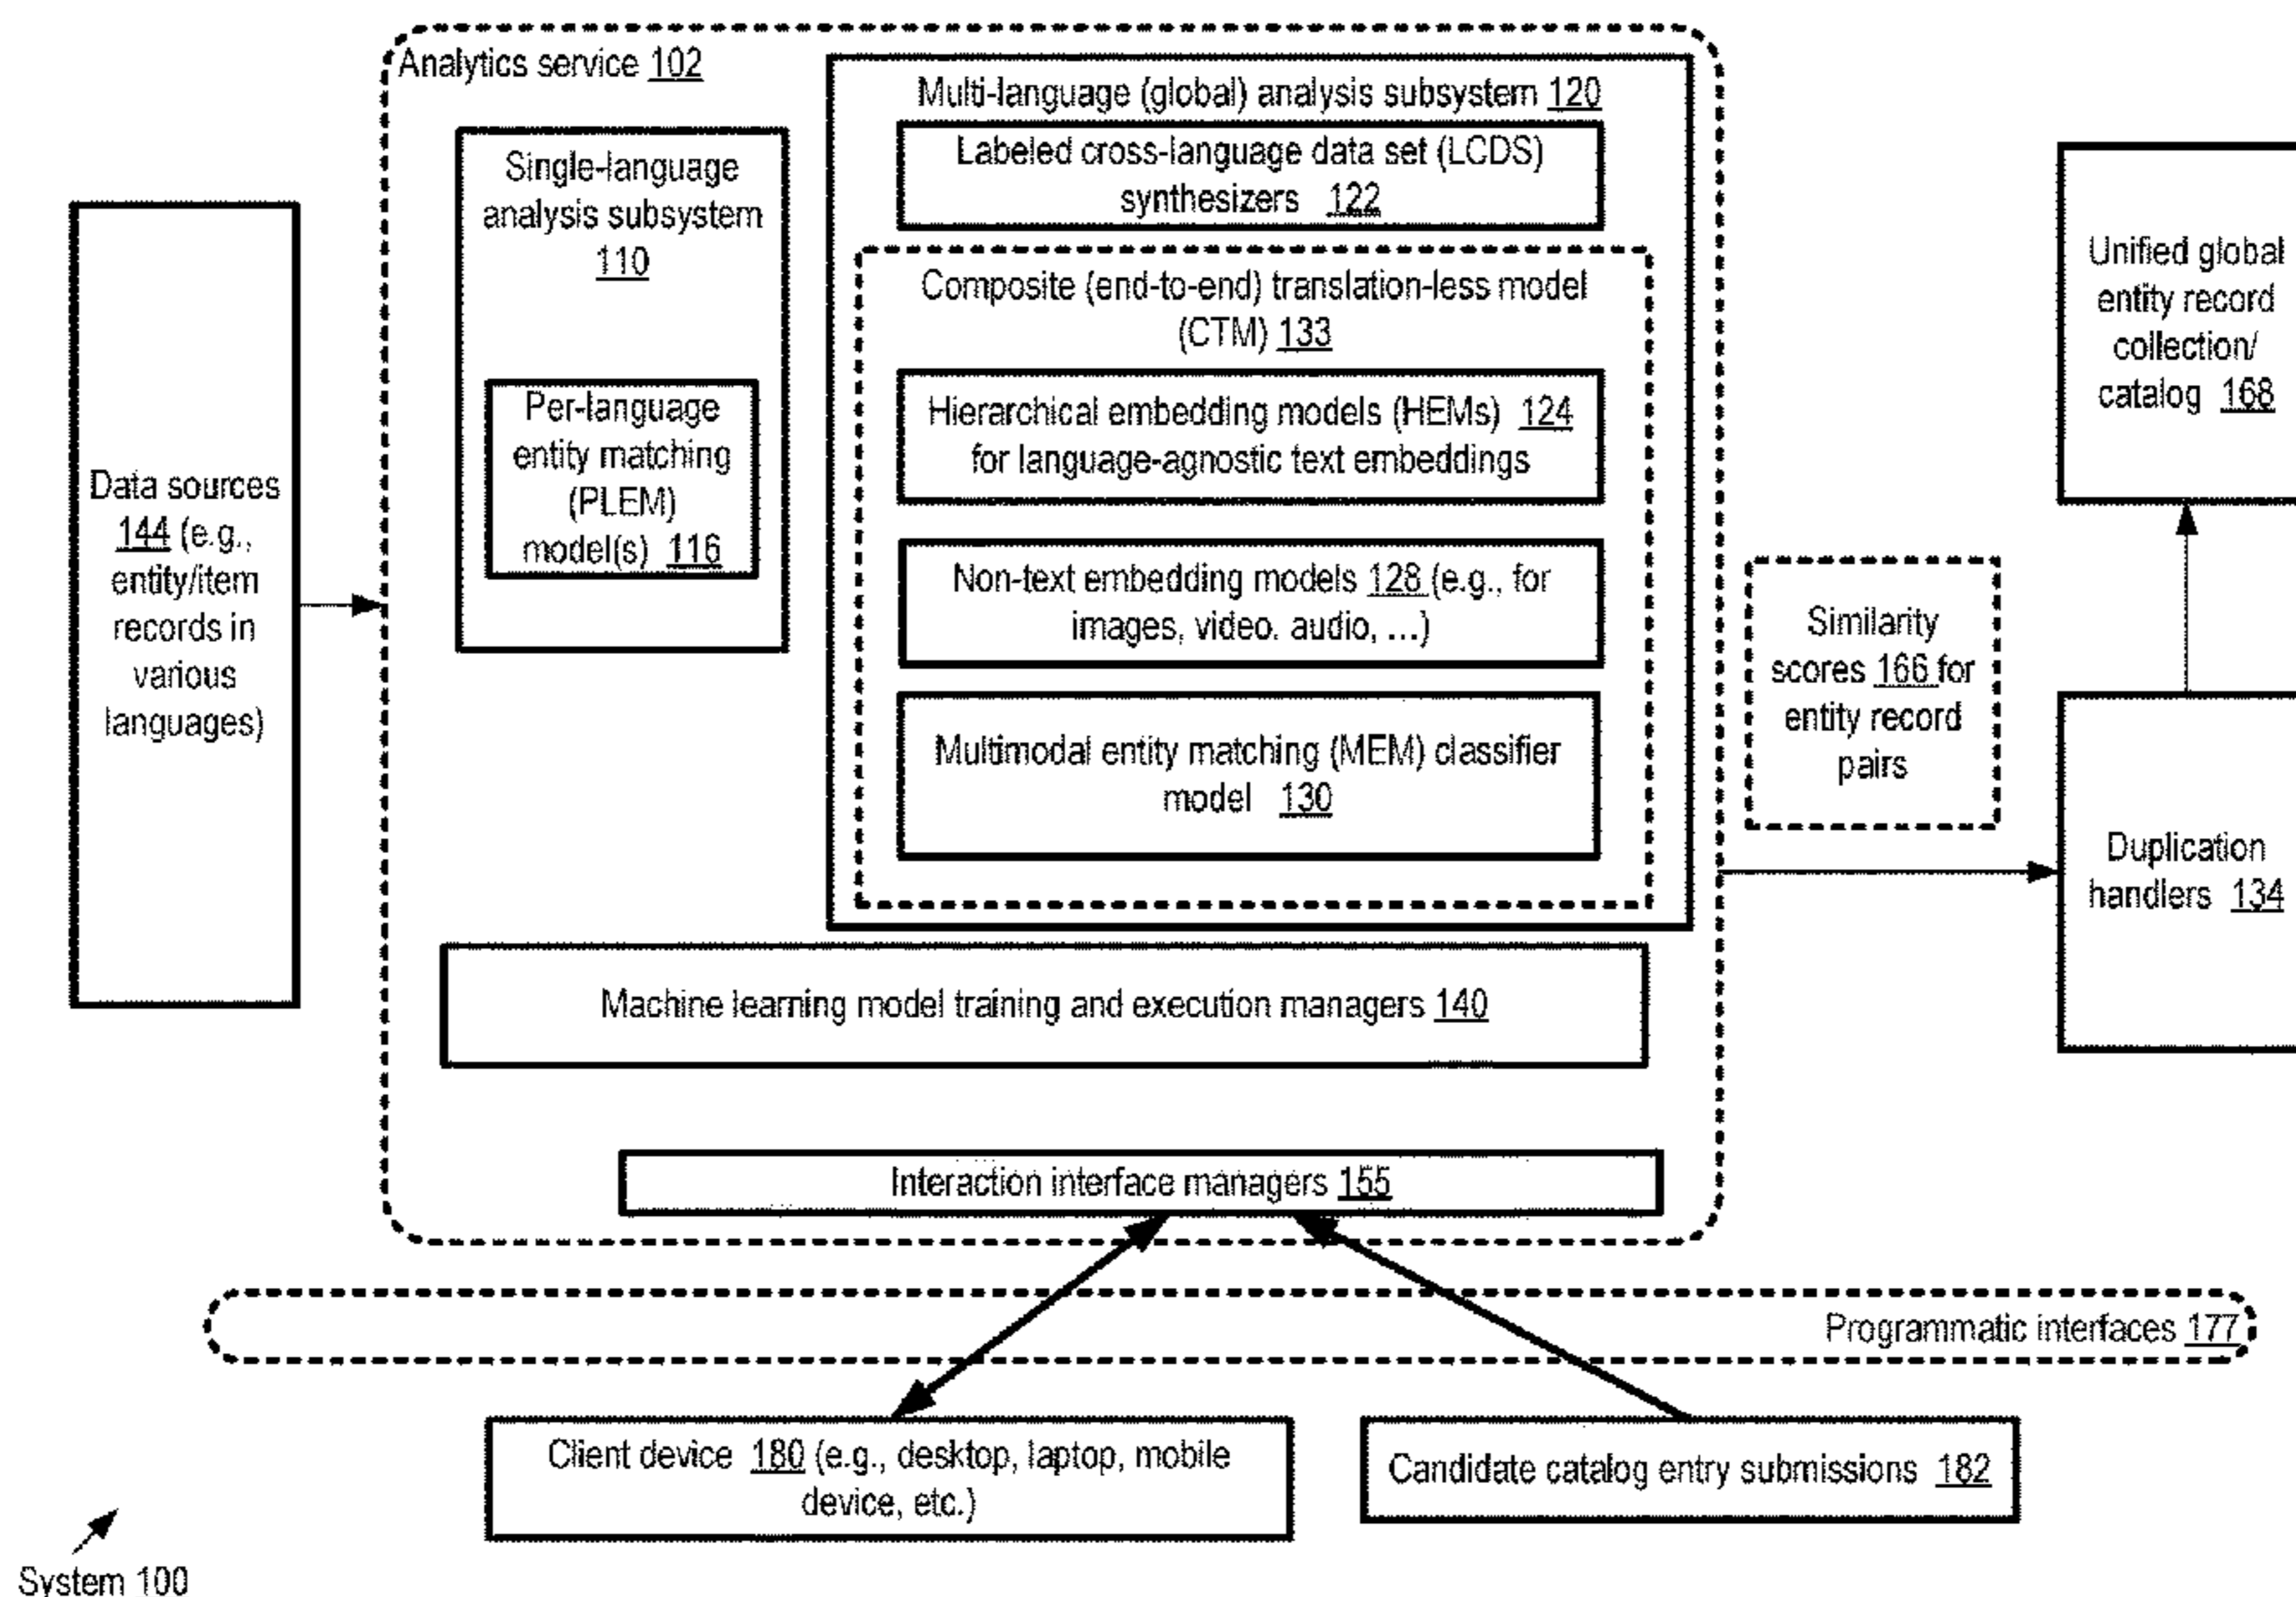 Analytics service 102
Multi-language (global) analysis subsystem 120
Labeled cross-language data set (LCDS)
synthesizers 122
Single-language
analysis subsystem
110
Per-language
entity matching
(PLEM)
model(s) 116
Composite (end-to-end) translation-less model
(CTM) 133
Hierarchical embedding models (HEMs) 124
for language-agnostic text embeddings
Non-text embedding models 128 (e.g., for
images, video. audio, ...)
Multimodal entity matching (MEM) classifier
model 130
Data sources
144 (e.g.,
entity/item
records in
various
languages)
Similarity
scores 166 for
entity record
pairs
Unified global
entity record
collection/
catalog 168
Duplication
handlers 134
Machine learning model training and execution managers 140
Interaction interface managers 155
Programmatic interfaces 177
Client device 180 (e.g., desktop, laptop, mobile
device, etc.)
Candidate catalog entry submissions 182
System 100